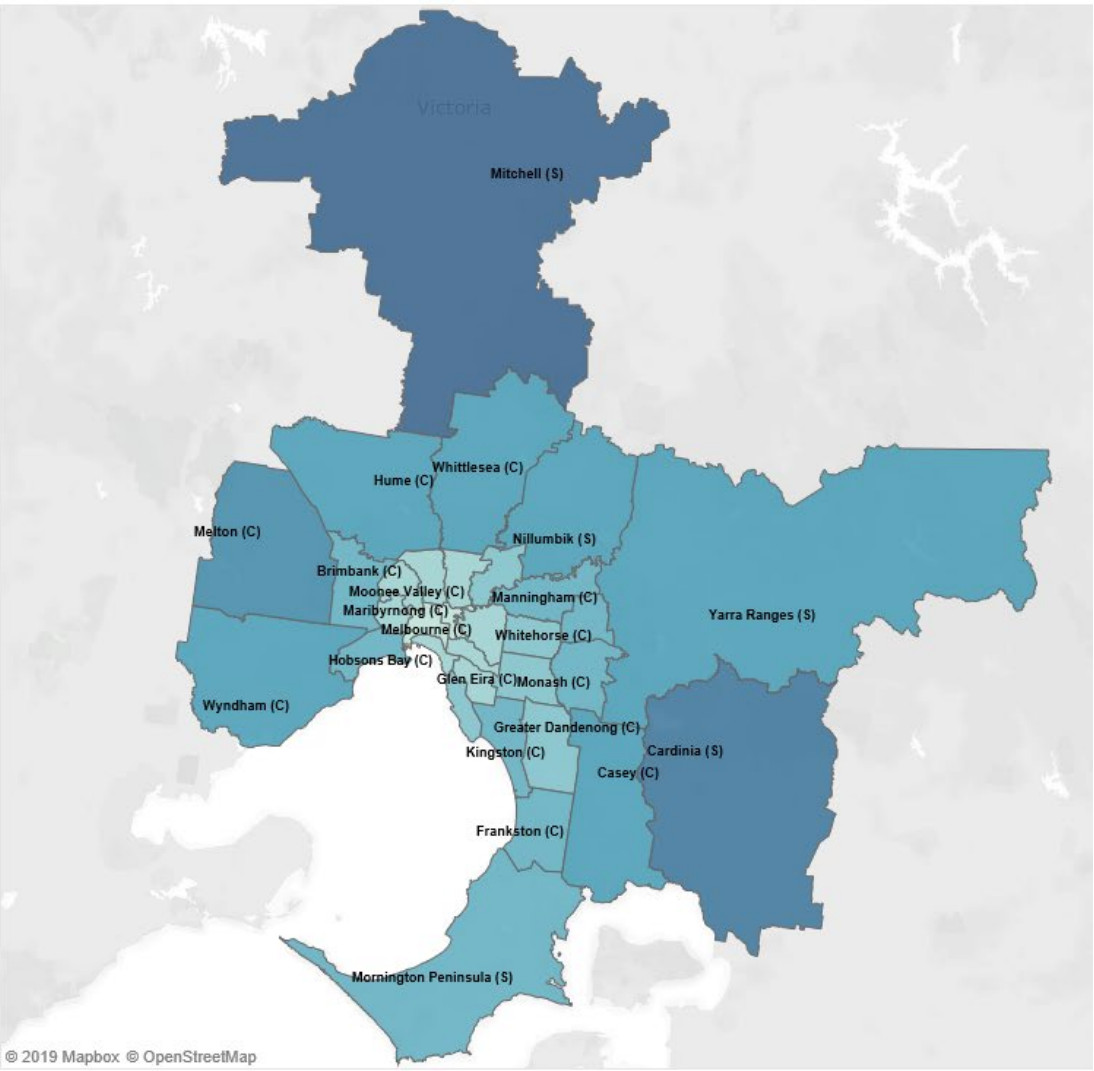 Victoria
Mitchell (S)
Whittlesea (C)
Hume (C)
Melton (C)
Nillumbik (S)
Brimbank (C)
Moonee Valley (C)
Manningham (C)
Maribyrnong (C)
Yarra Ranges (S)
Melbourne (C)
Whitehorse (C)
Hobsons Bay (C)
Glen Eira (C)
Monash (C)
Wyndham (C)
Greater Dandenong (C)
Kingston (C)
Cardinia (S)
Casey (C)
Frankston (C)
Mornington Peninsula (S)
© 2019 Mapbox © OpenStreetMap